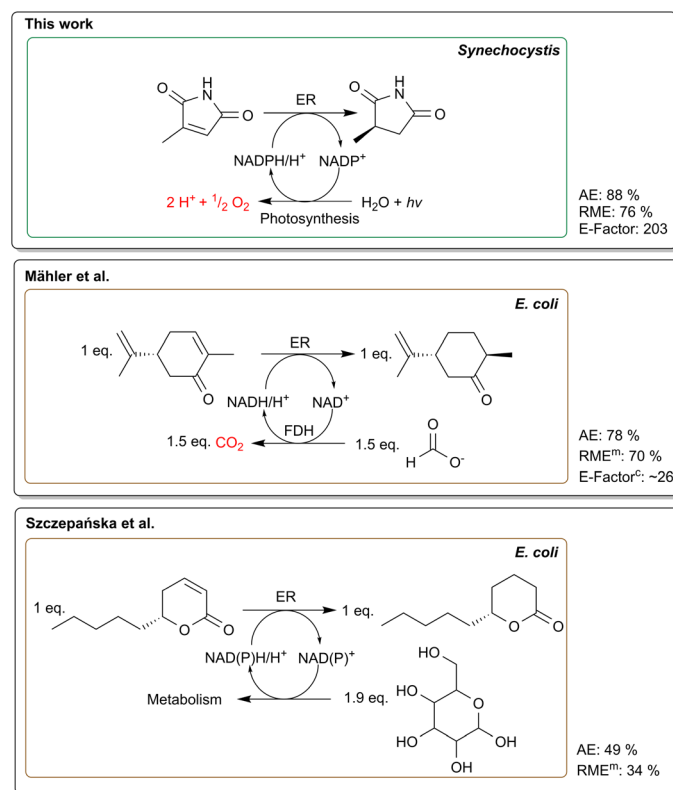 This work
Synechocystis
O
H
N
O
ER
O
H
N
O
NADPH/H⁺ NADP⁺
2 H⁺ + ¹/₂ O₂
H₂O + hv
Photosynthesis
AE: 88 %
RME: 76 %
E-Factor: 203
Mähler et al.
E. coli
1 eq.
O
ER
1 eq.
O
NADH/H⁺ NAD⁺
FDH
1.5 eq. CO₂
1.5 eq.
O
H
O⁻
AE: 78 %
RMEᵐ: 70 %
E-Factorᶜ: ~26
Szczepańska et al.
E. coli
1 eq.
O
O
ER
1 eq.
O
O
NAD(P)H/H⁺ NAD(P)⁺
Metabolism
1.9 eq.
HO
HO
O
HO
OH
OH
AE: 49 %
RMEᵐ: 34 %